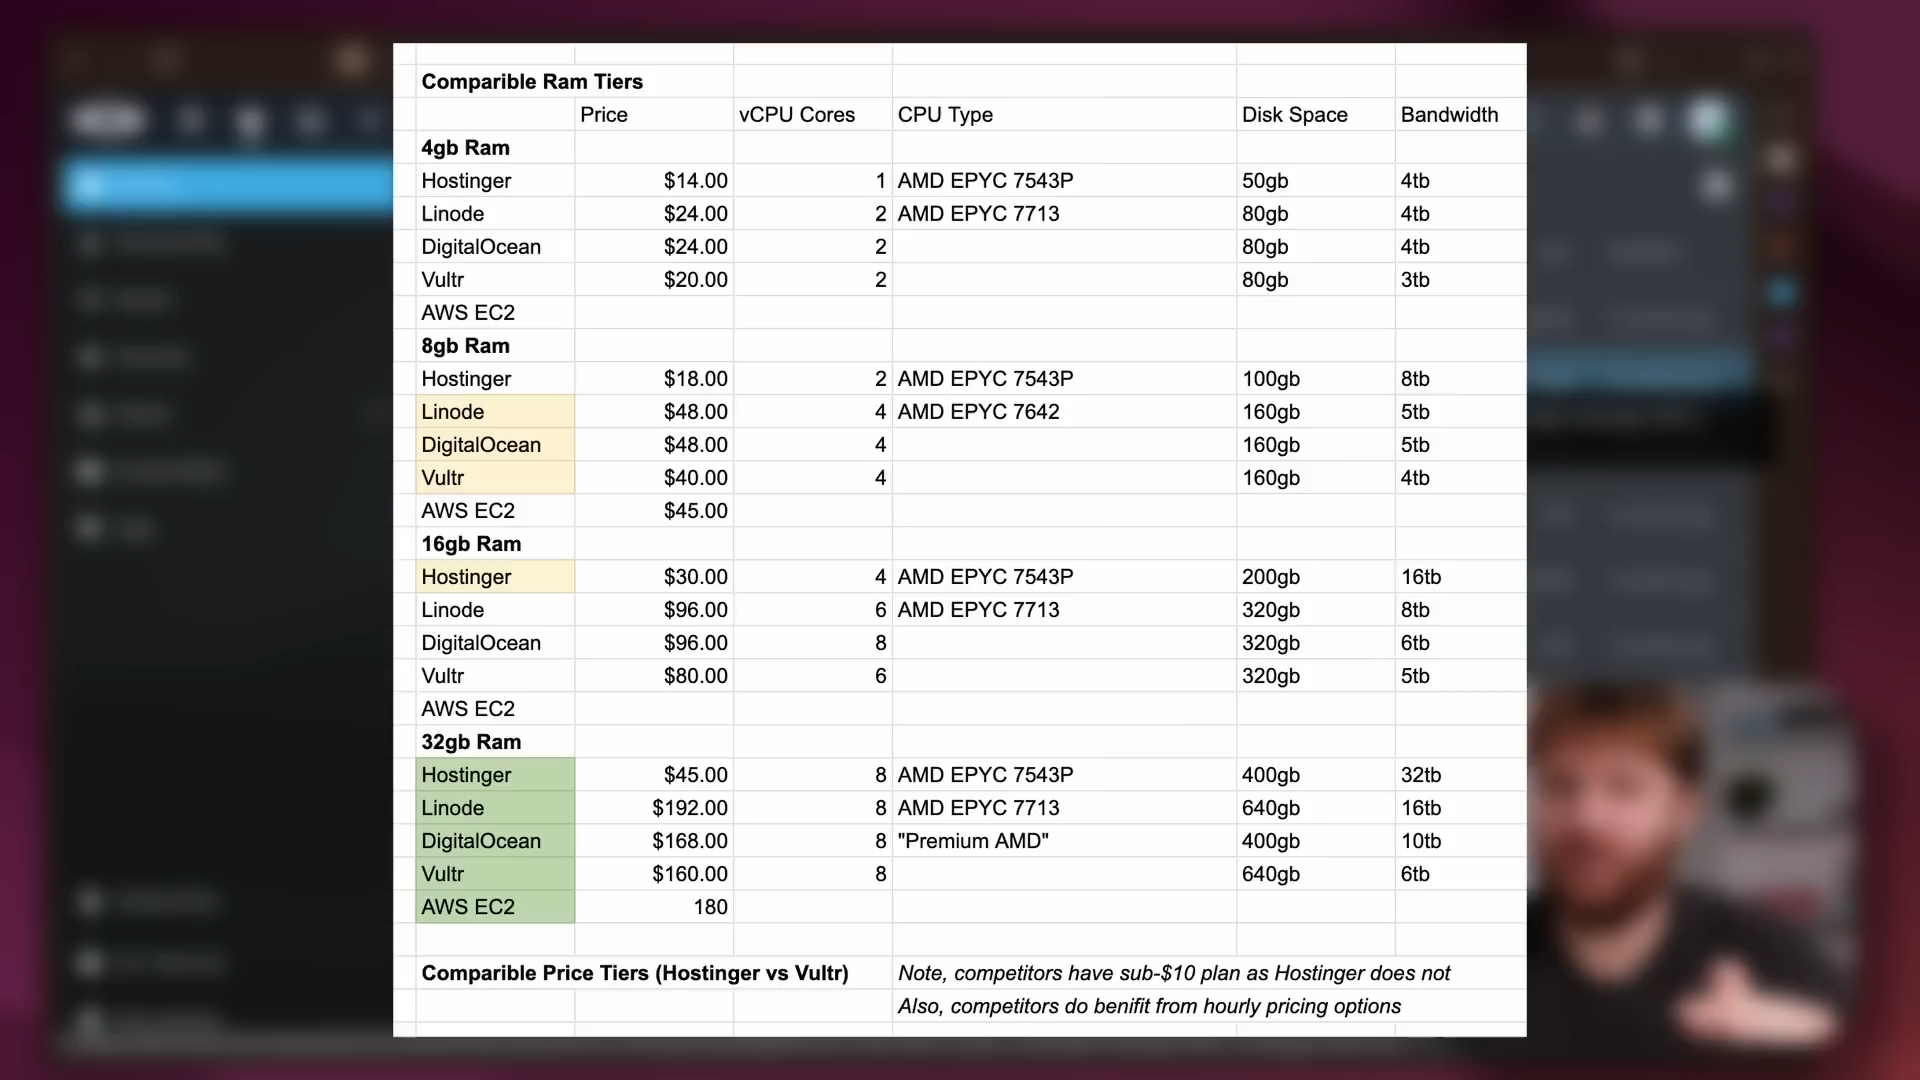 Comparible Ram Tiers
Price vCPU Cores CPU Type Disk Space Bandwidth
4gb Ram
Hostinger $14.00 1 AMD EPYC 7543P 50gb 4tb
Linode $24.00 2 AMD EPYC 7713 80gb 4tb
DigitalOcean $24.00 2 80gb 4tb
Vultr $20.00 2 80gb 3tb
AWS EC2
8gb Ram
Hostinger $18.00 2 AMD EPYC 7543P 100gb 8tb
Linode $48.00 4 AMD EPYC 7642 160gb 5tb
DigitalOcean $48.00 4 160gb 5tb
Vultr $40.00 4 160gb 4tb
AWS EC2 $45.00
16gb Ram
Hostinger $30.00 4 AMD EPYC 7543P 200gb 16tb
Linode $96.00 6 AMD EPYC 7713 320gb 8tb
DigitalOcean $96.00 8 320gb 6tb
Vultr $80.00 6 320gb 5tb
AWS EC2
32gb Ram
Hostinger $45.00 8 AMD EPYC 7543P 400gb 32tb
Linode $192.00 8 AMD EPYC 7713 640gb 16tb
DigitalOcean $168.00 8 "Premium AMD" 400gb 10tb
Vultr $160.00 8 640gb 6tb
AWS EC2 180
Comparible Price Tiers (Hostinger vs Vultr) Note, competitors have sub-$10 plan as Hostinger does not
Also, competitors do benifit from hourly pricing options